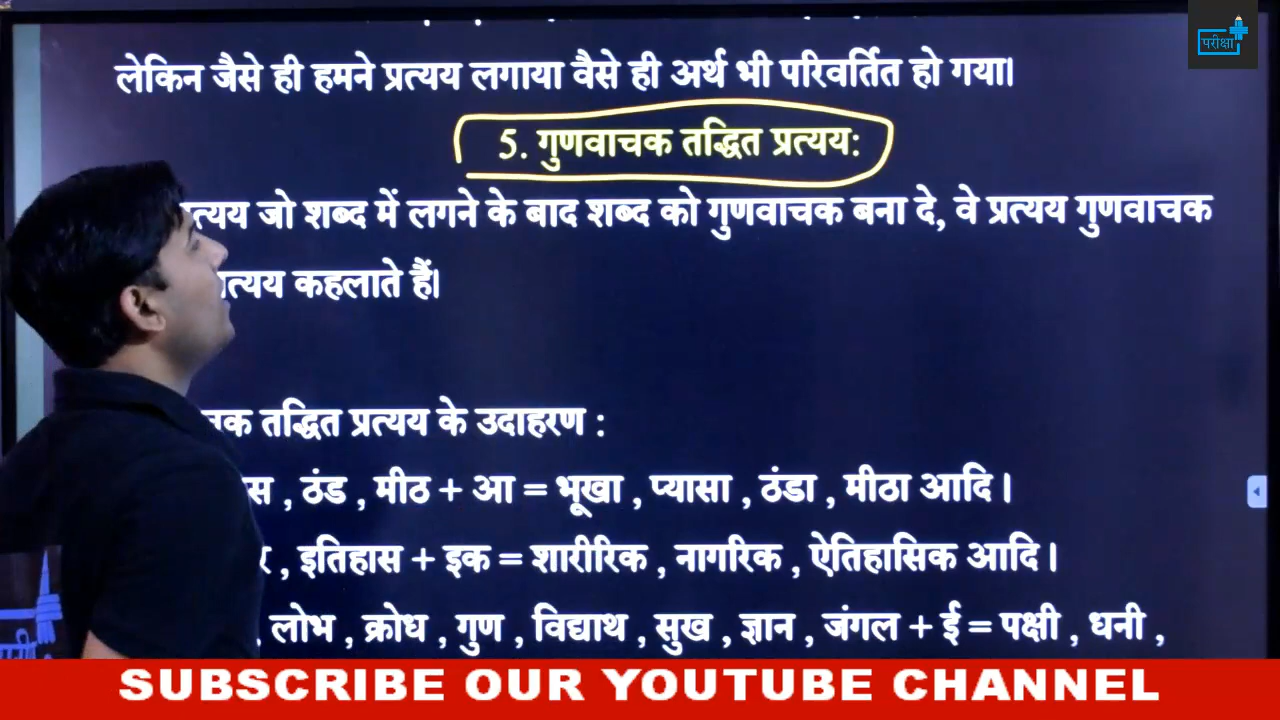 परीक्षा
लेकिन जैसे ही हमने प्रत्यय लगाया वैसे ही अर्थ भी परिवर्तित हो गया।
5. गुणवाचक तद्धित प्रत्यय:
जो शब्द में लगने के बाद शब्द को गुणवाचक बना दे, वे प्रत्यय गुणवाचक
कहलाते हैं।
तद्धित प्रत्यय के उदाहरण :
, ठंड , मीठ + आ = भूखा , प्यासा , ठंडा , मीठा आदि ।
, इतिहास + इक = शारीरिक , नागरिक , ऐतिहासिक आदि ।
, लोभ , क्रोध , गुण , विद्याथ , सुख , ज्ञान , जंगल + ई = पक्षी , धनी ,
SUBSCRIBE OUR YOUTUBE CHANNEL